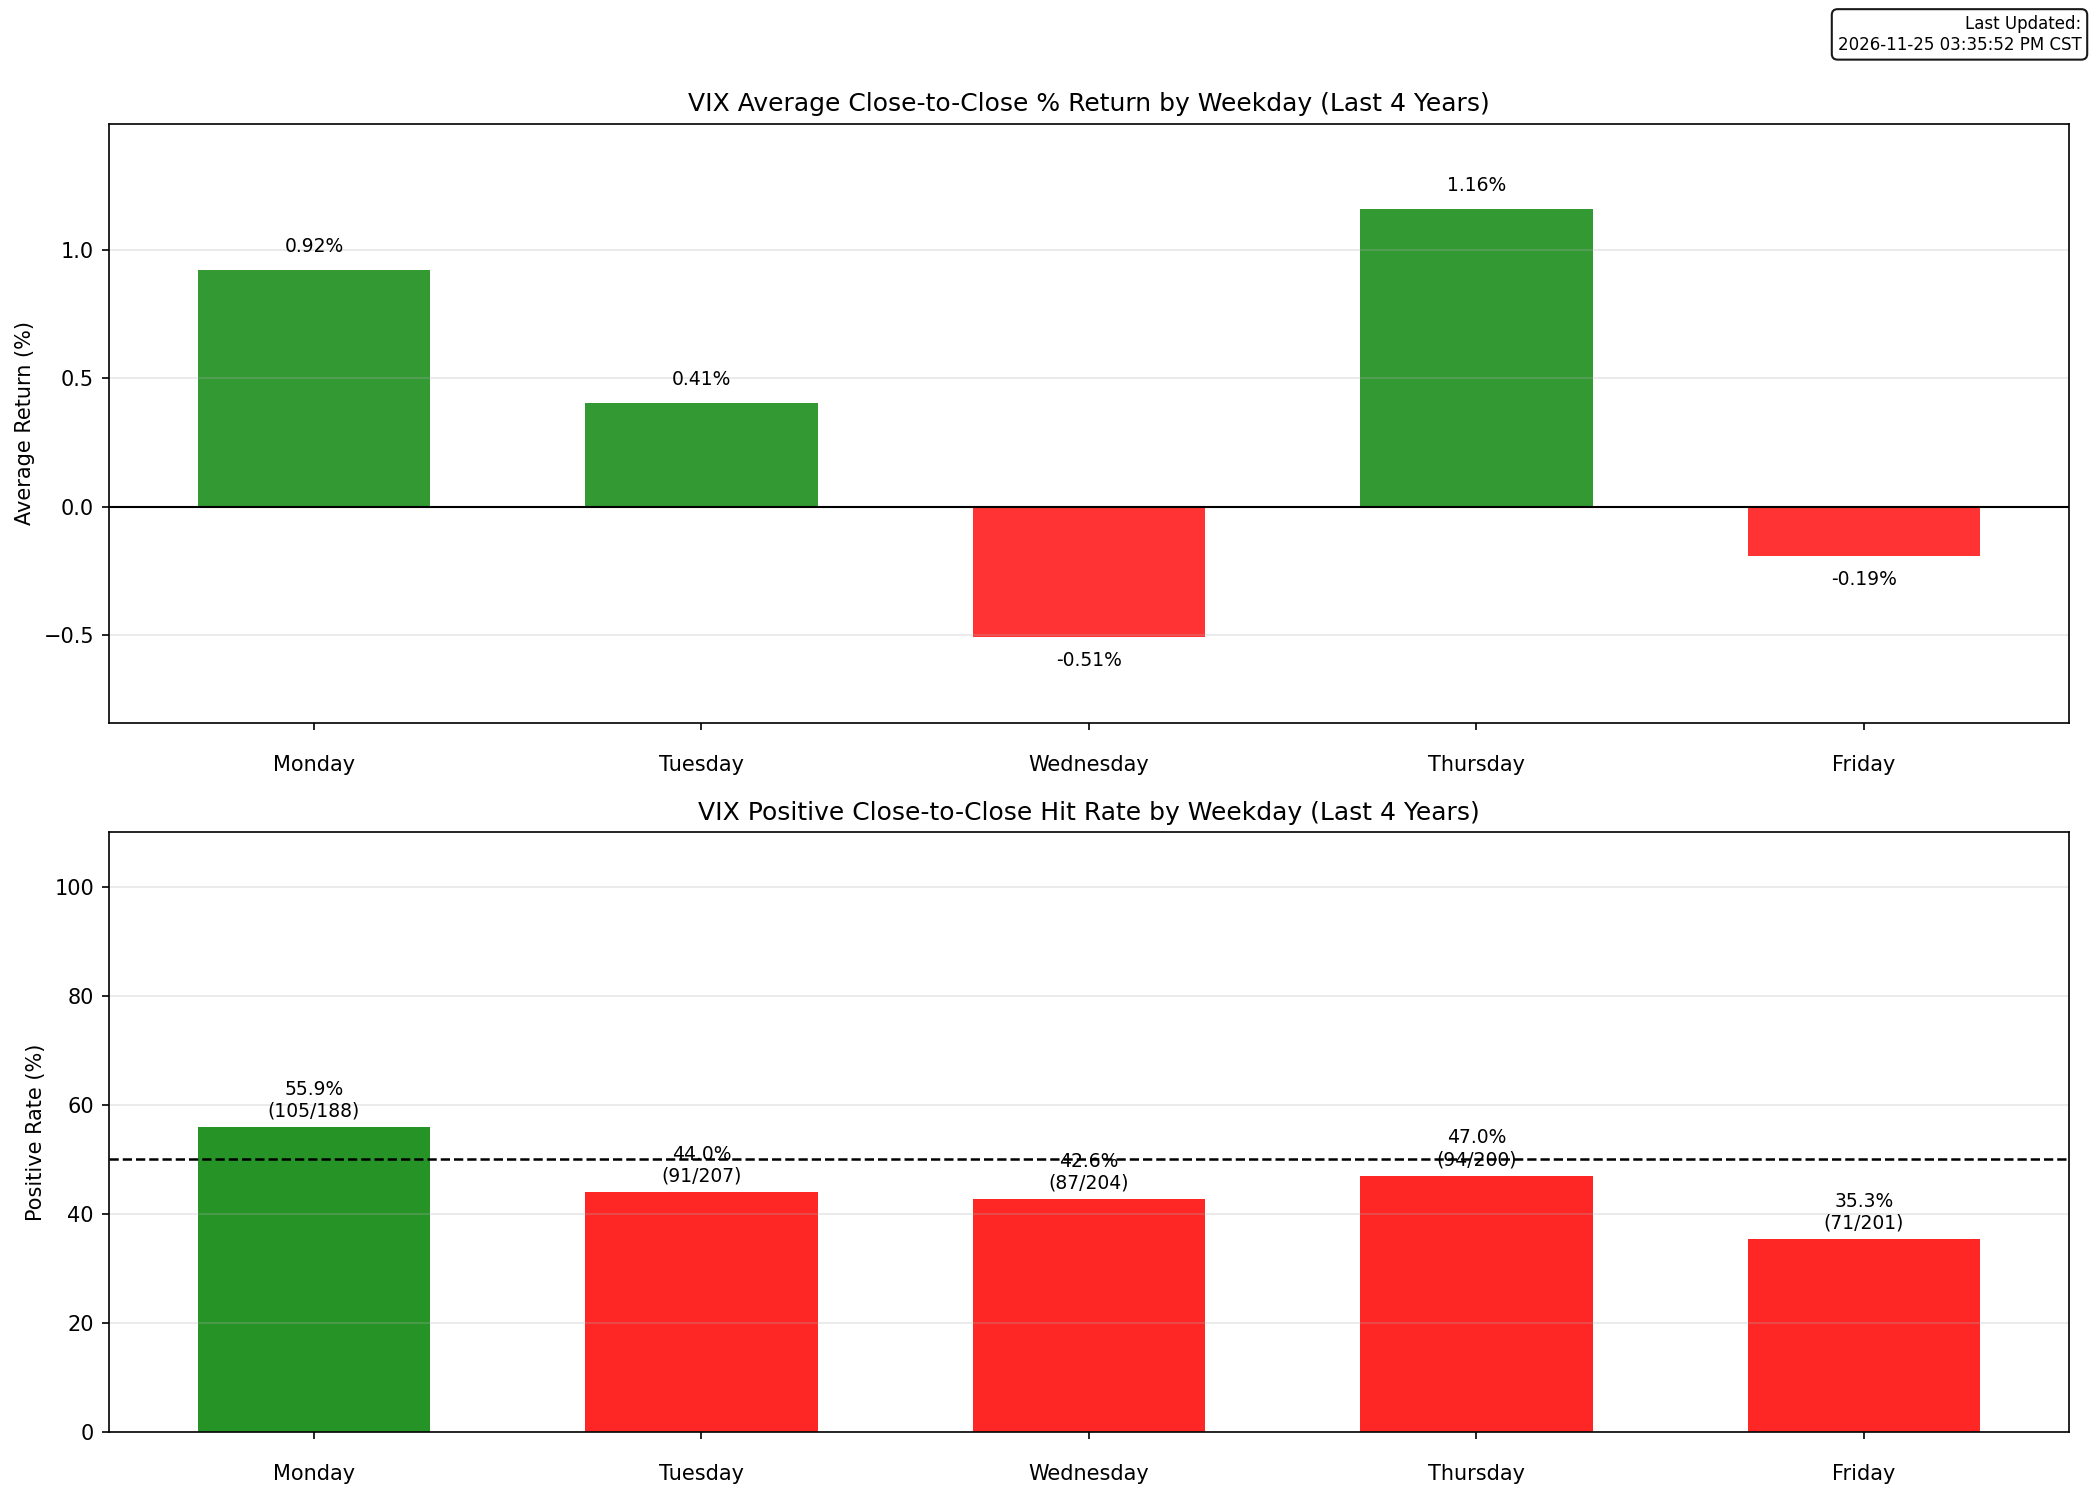 Last Updated:
2026-11-25 03:35:52 PM CST
VIX Average Close-to-Close % Return by Weekday (Last 4 Years)
Average Return (%)
1.0
0.5
0.0
−0.5
0.92%
0.41%
-0.51%
1.16%
-0.19%
Monday
Tuesday
Wednesday
Thursday
Friday
VIX Positive Close-to-Close Hit Rate by Weekday (Last 4 Years)
Positive Rate (%)
100
80
60
40
20
0
55.9%
(105/188)
44.0%
(91/207)
42.6%
(87/204)
47.0%
(94/200)
35.3%
(71/201)
Monday
Tuesday
Wednesday
Thursday
Friday